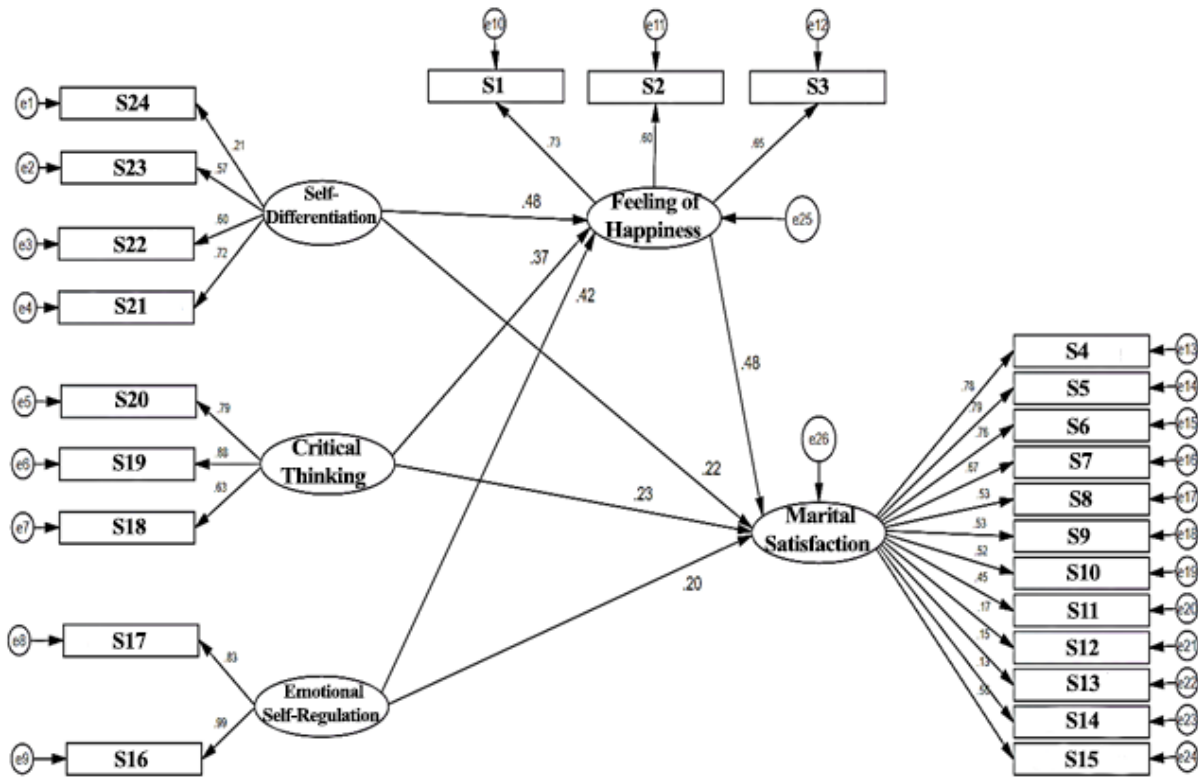 e10
e11
e12
S1
S2
S3
e1
S24
e2
S23
e3
S22
e4
S21
.21
.57
.60
.72
Self-
Differentiation
.73
.60
.65
Feeling of
Happiness
e25
.48
.37
.42
.48
e5
S20
e6
S19
e7
S18
.79
.63
Critical
Thinking
.22
.23
.20
e26
Marital
Satisfaction
e8
S17
e9
S16
.83
.99
Emotional
Self-Regulation
.78
.79
.76
.67
.53
.53
.52
.45
.17
.15
.13
S4
e13
S5
e14
S6
e15
S7
e16
S8
e17
S9
e18
S10
e19
S11
e20
S12
e21
S13
e22
S14
e23
S15
e24